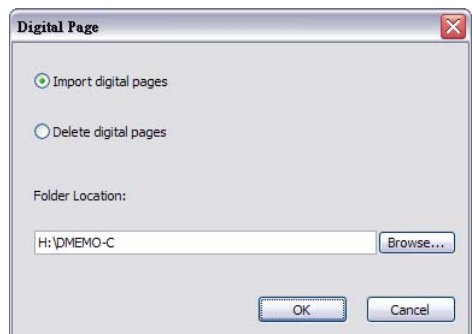 Digital Page
Import digital pages
Delete digital pages
Folder Location:
H:\DMEMO-C
Browse...
OK
Cancel